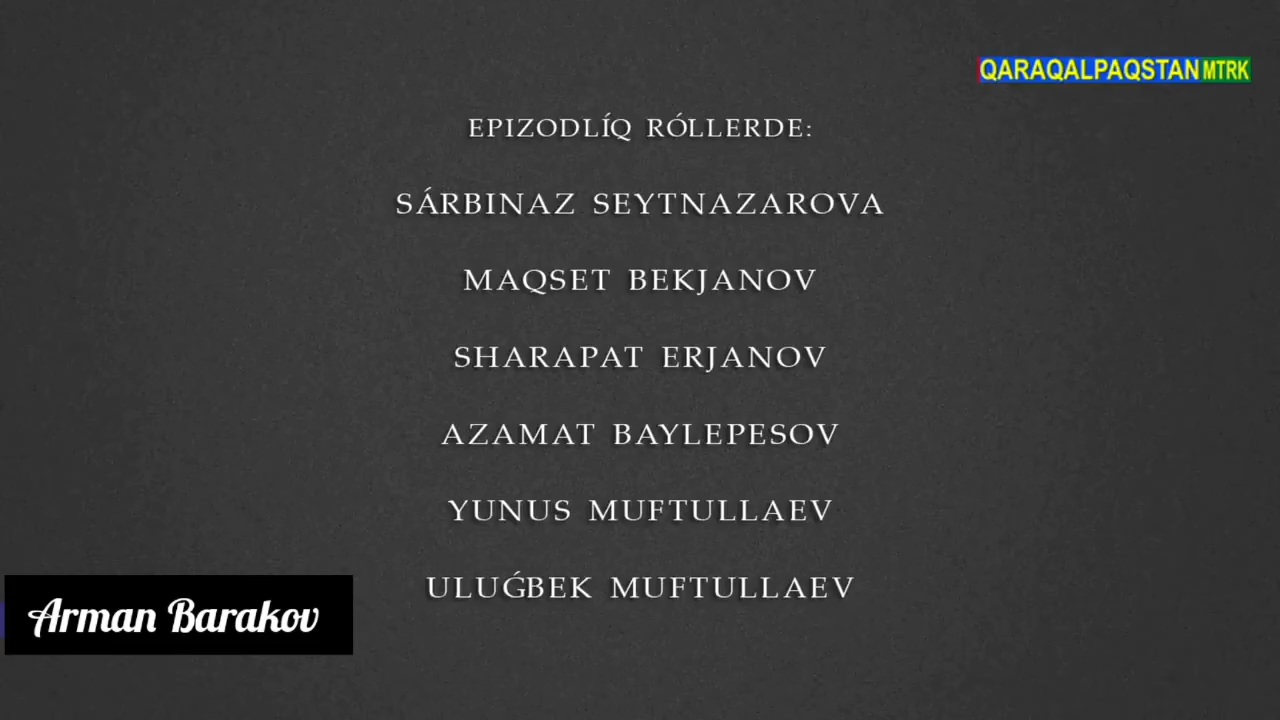 QARAQALPAQSTAN MTRK
EPIZODLÍQ RÓLLERDE:
SÁRBINAZ SEYTNAZAROVA
MAQSET BEKJANOV
SHARAPAT ERJANOV
AZAMAT BAYLEPESOV
YUNUS MUFTULLAEV
ULUǴBEK MUFTULLAEV
Arman Barakov